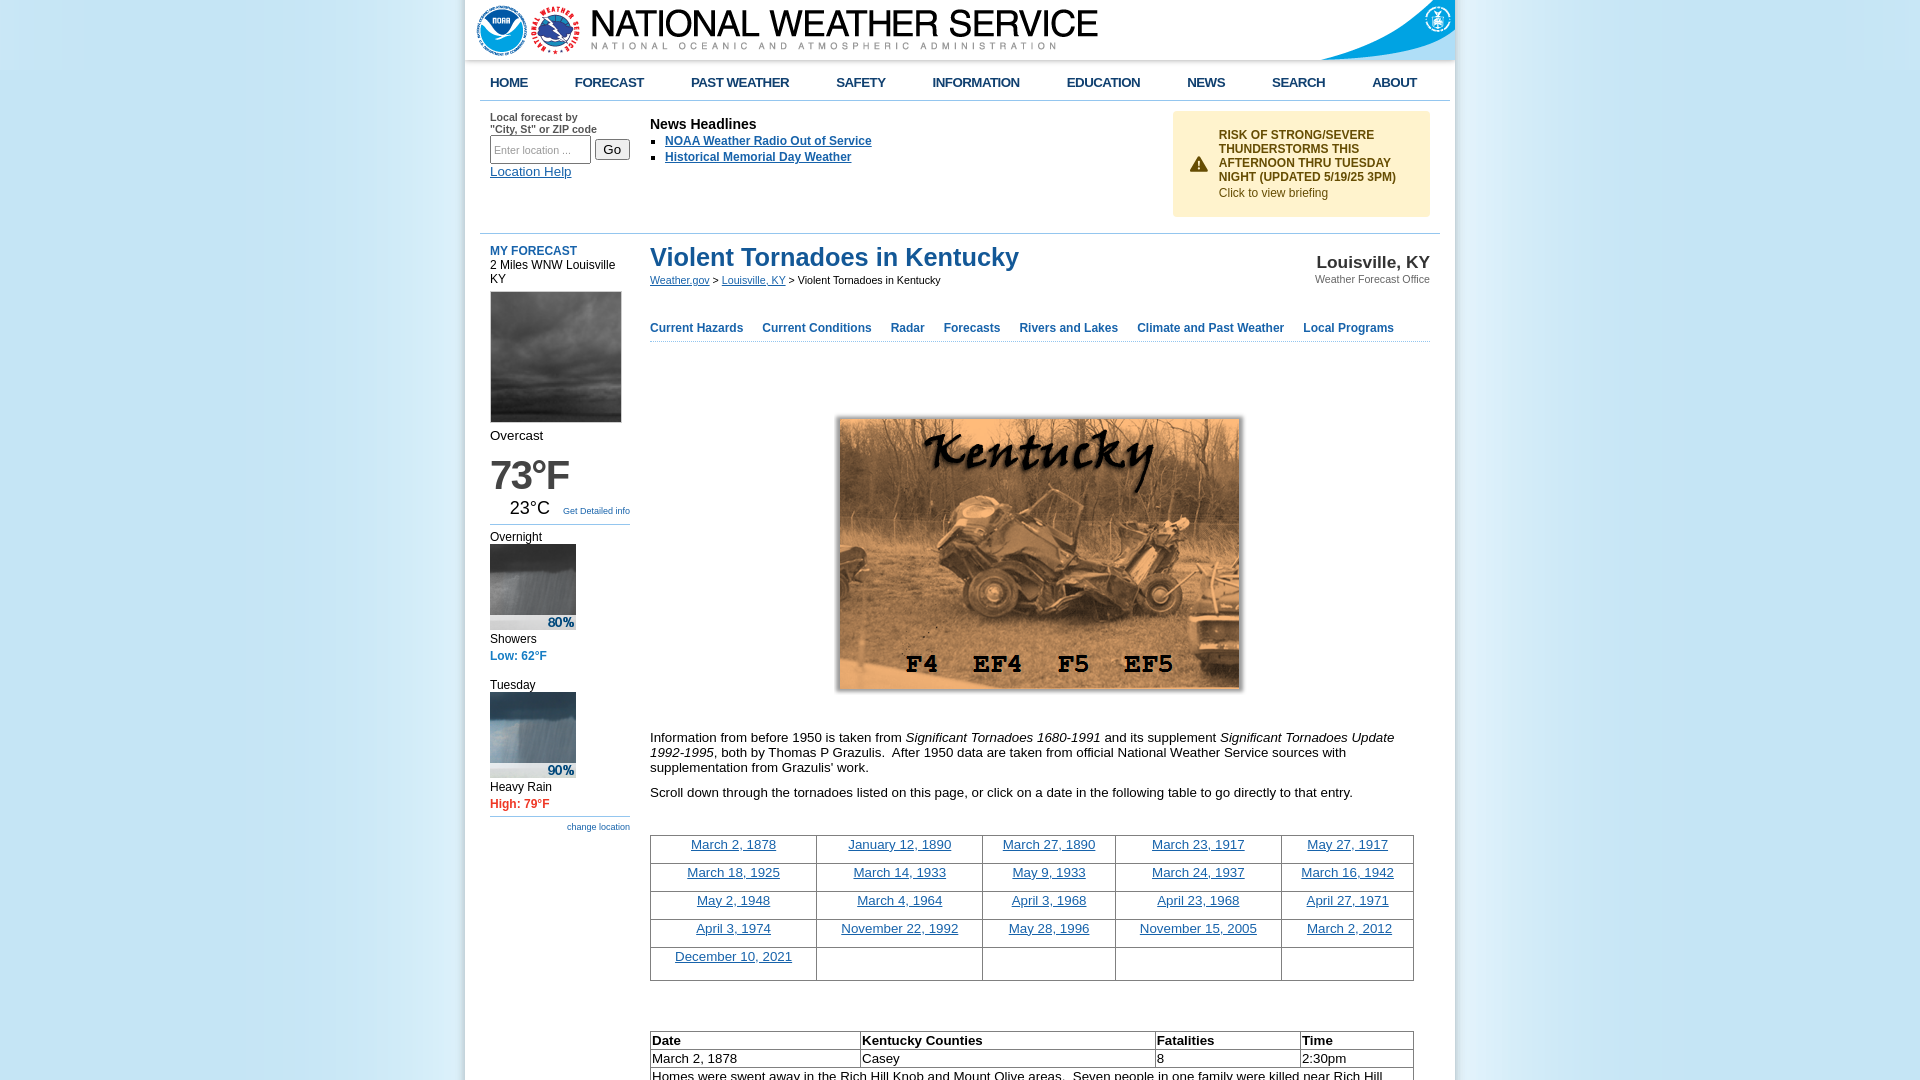 NATIONAL WEATHER SERVICE
NATIONAL OCEANIC AND ATMOSPHERIC ADMINISTRATION
HOME FORECAST PAST WEATHER SAFETY INFORMATION EDUCATION NEWS SEARCH ABOUT
Local forecast by
"City, St" or ZIP code
Enter location ... Go
Location Help
News Headlines
NOAA Weather Radio Out of Service
Historical Memorial Day Weather
RISK OF STRONG/SEVERE
THUNDERSTORMS THIS
AFTERNOON THRU TUESDAY
NIGHT (UPDATED 5/19/25 3PM)
Click to view briefing
MY FORECAST
2 Miles WNW Louisville
KY
Overcast
73°F
23°C Get Detailed info
Overnight
80%
Showers
Low: 62°F
Tuesday
90%
Heavy Rain
High: 79°F
change location
Violent Tornadoes in Kentucky
Weather.gov > Louisville, KY > Violent Tornadoes in Kentucky
Louisville, KY
Weather Forecast Office
Current Hazards Current Conditions Radar Forecasts Rivers and Lakes Climate and Past Weather Local Programs
Kentucky
F4 EF4 F5 EF5
Information from before 1950 is taken from Significant Tornadoes 1680-1991 and its supplement Significant Tornadoes Update
1992-1995, both by Thomas P Grazulis. After 1950 data are taken from official National Weather Service sources with
supplementation from Grazulis' work.
Scroll down through the tornadoes listed on this page, or click on a date in the following table to go directly to that entry.
March 2, 1878 January 12, 1890 March 27, 1890 March 23, 1917 May 27, 1917
March 18, 1925 March 14, 1933 May 9, 1933 March 24, 1937 March 16, 1942
May 2, 1948 March 4, 1964 April 3, 1968 April 23, 1968 April 27, 1971
April 3, 1974 November 22, 1992 May 28, 1996 November 15, 2005 March 2, 2012
December 10, 2021
Date Kentucky Counties Fatalities Time
March 2, 1878 Casey 8 2:30pm
Homes were swept away in the Rich Hill Knob and Mount Olive areas. Seven people in one family were killed near Rich Hill